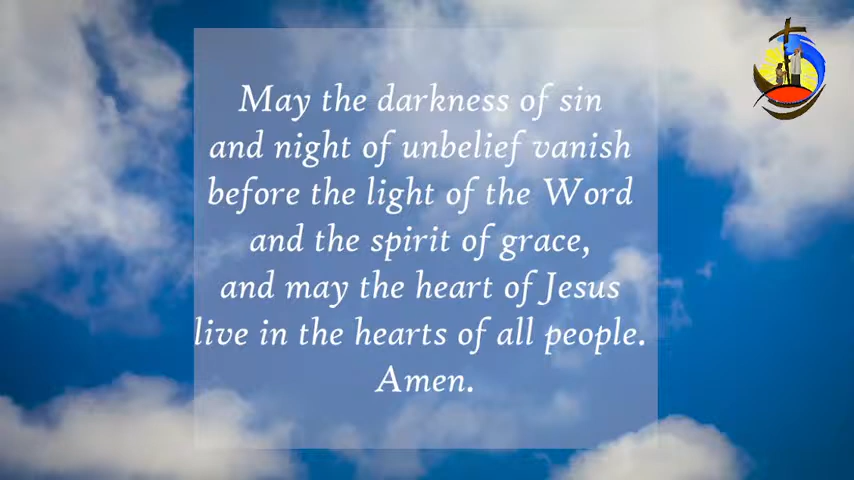 May the darkness of sin
and night of unbelief vanish
before the light of the Word
and the spirit of grace,
and may the heart of Jesus
live in the hearts of all people.
Amen.